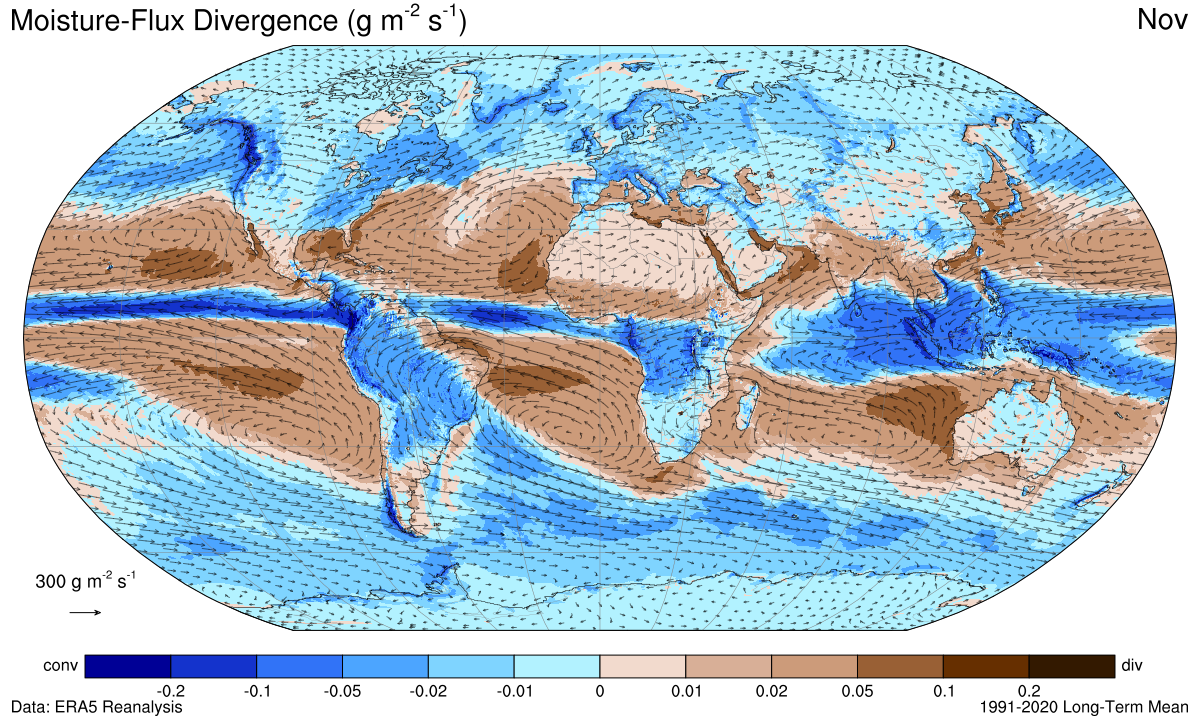 Moisture-Flux Divergence (g m⁻² s⁻¹)
Nov
300 g m⁻² s⁻¹
conv
div
-0.2 -0.1 -0.05 -0.02 -0.01 0 0.01 0.02 0.05 0.1 0.2
Data: ERA5 Reanalysis
1991-2020 Long-Term Mean